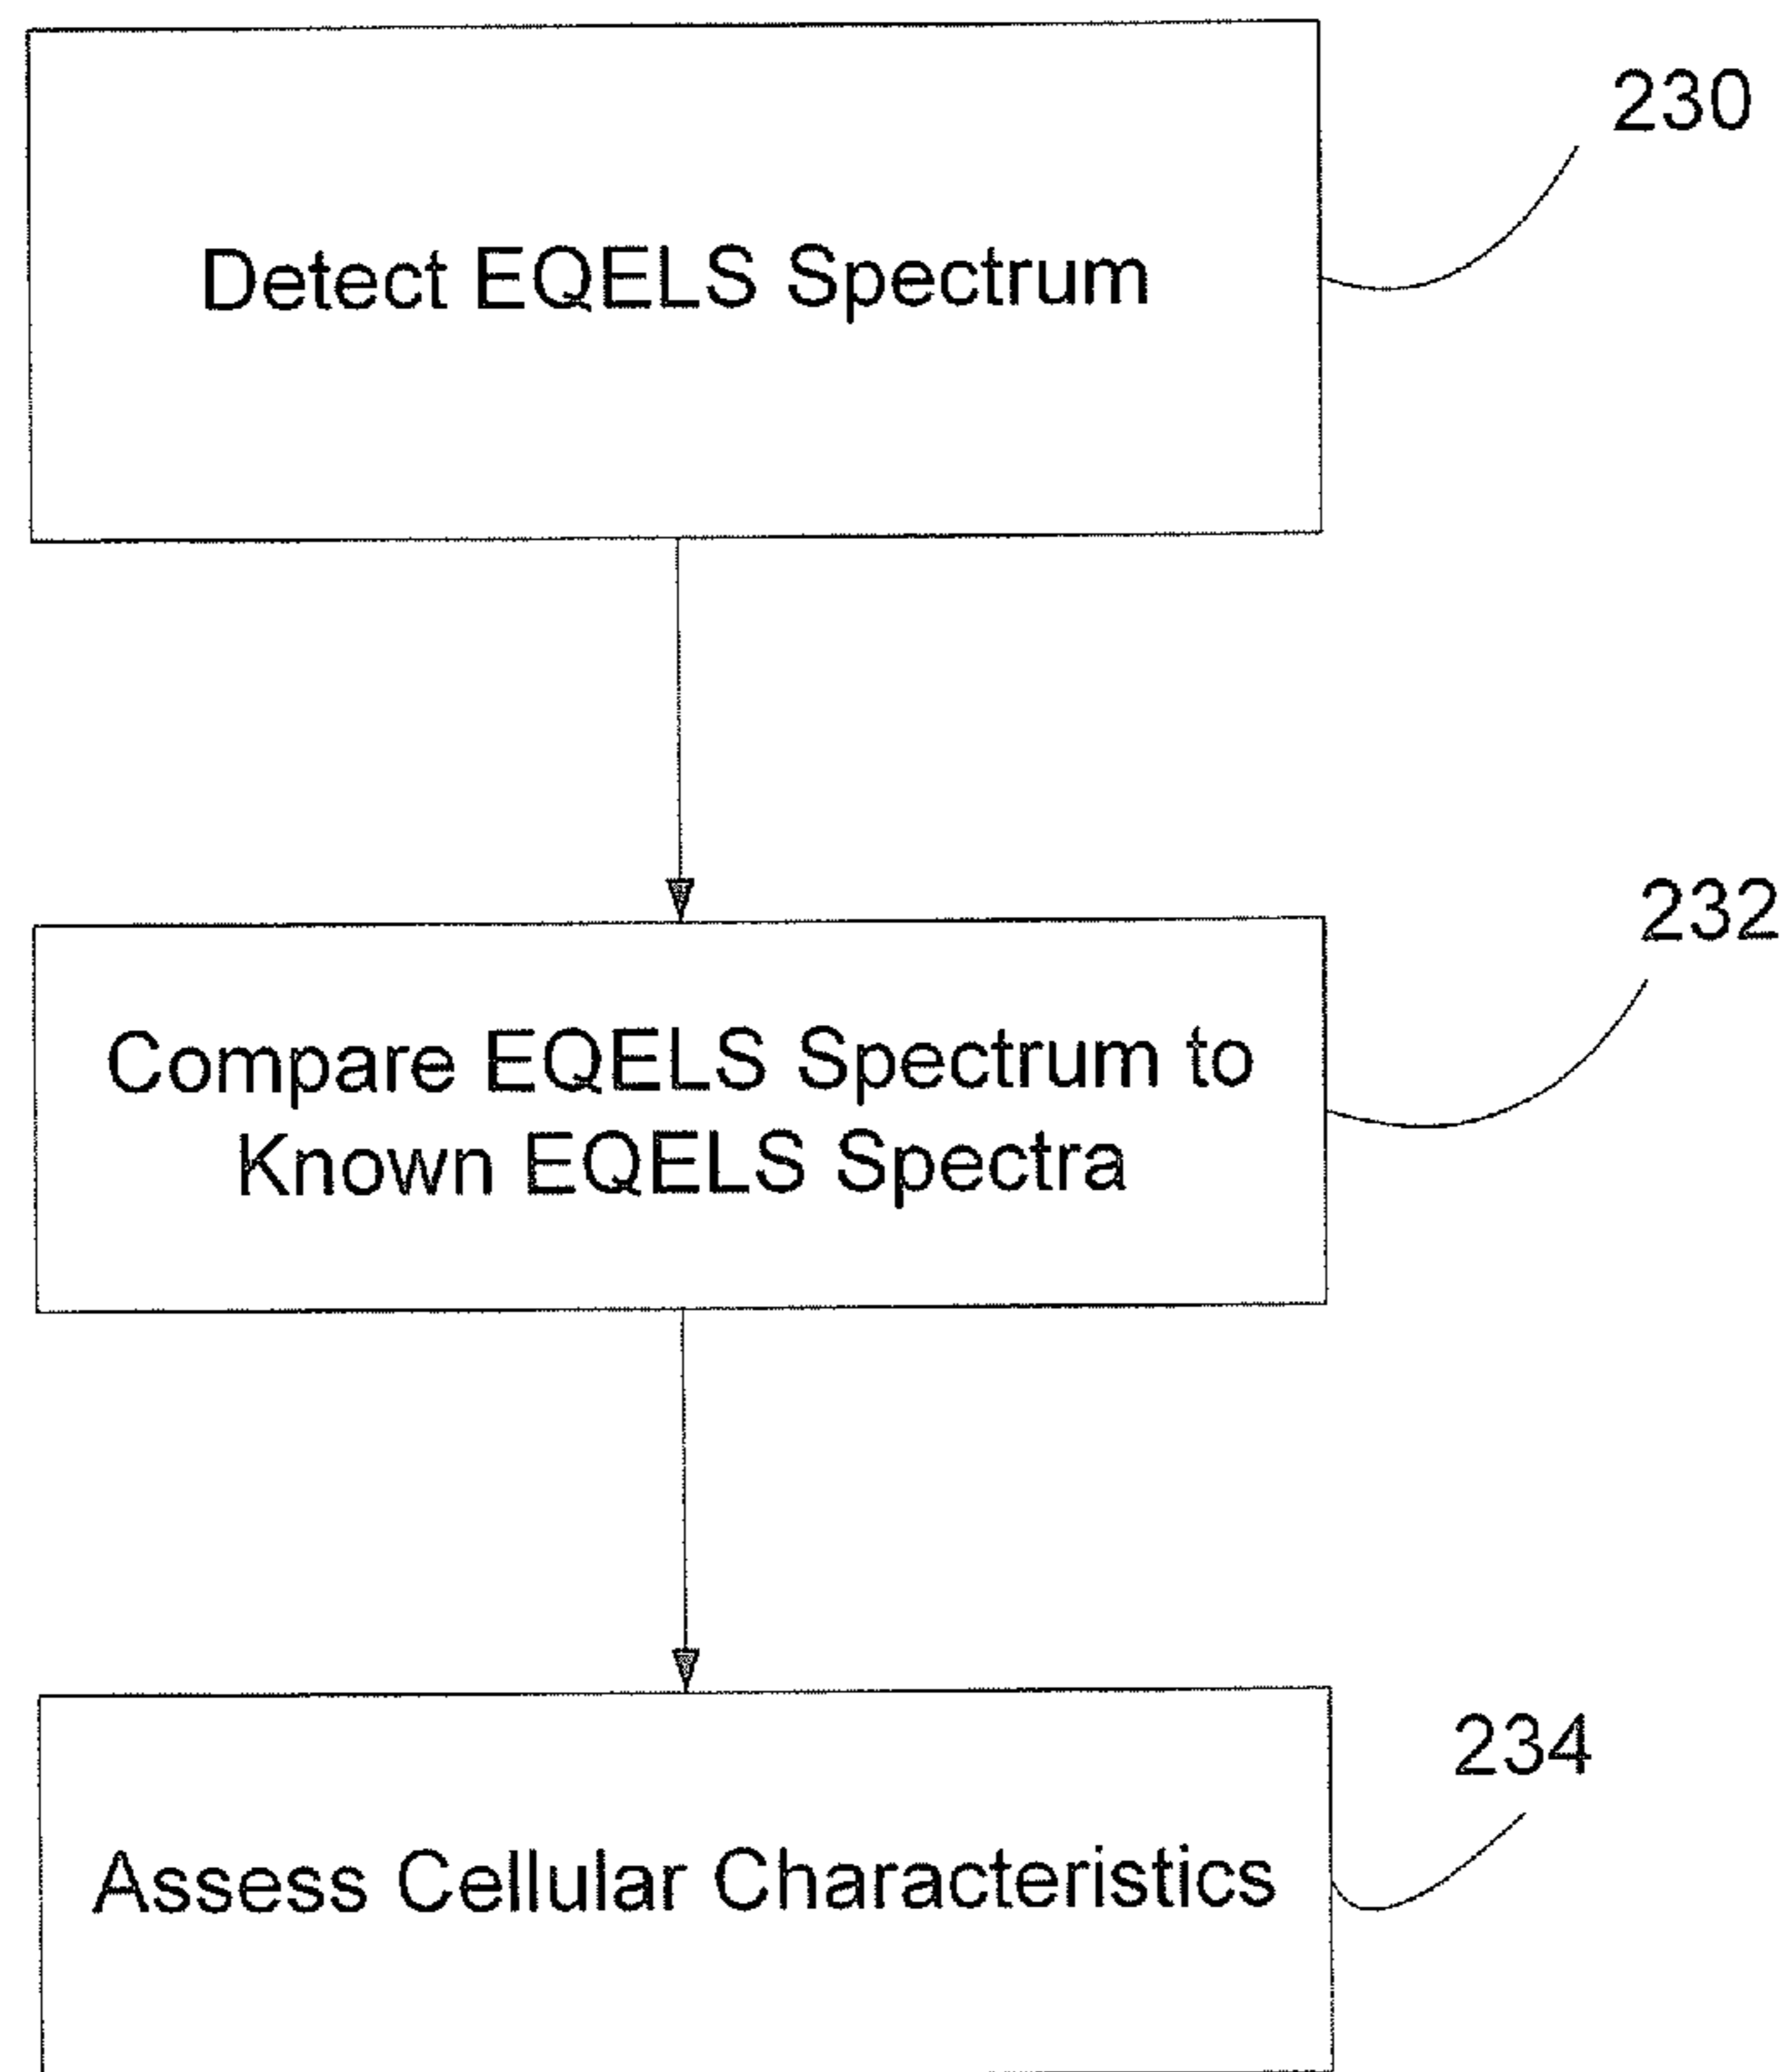 230
Detect EQELS Spectrum
232
Compare EQELS Spectrum to
Known EQELS Spectra
234
Assess Cellular Characteristics